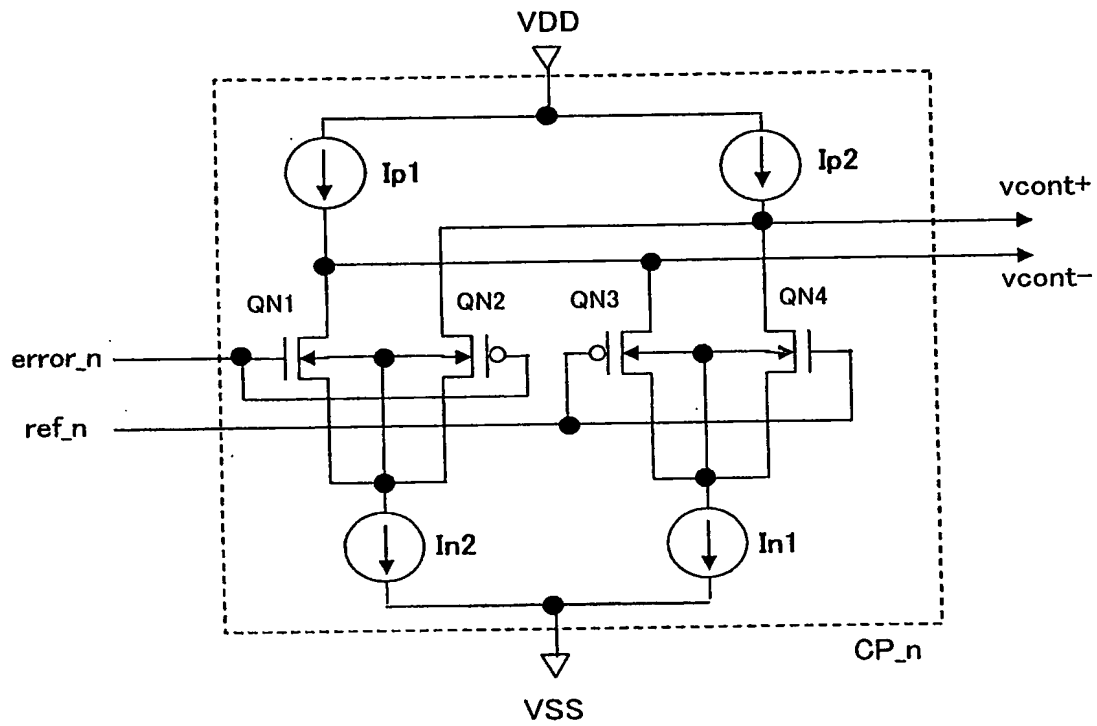 VDD
Ip1
Ip2
vcont+
vcont-
QN1
QN2
QN3
QN4
error_n
ref_n
In2
In1
CP_n
VSS